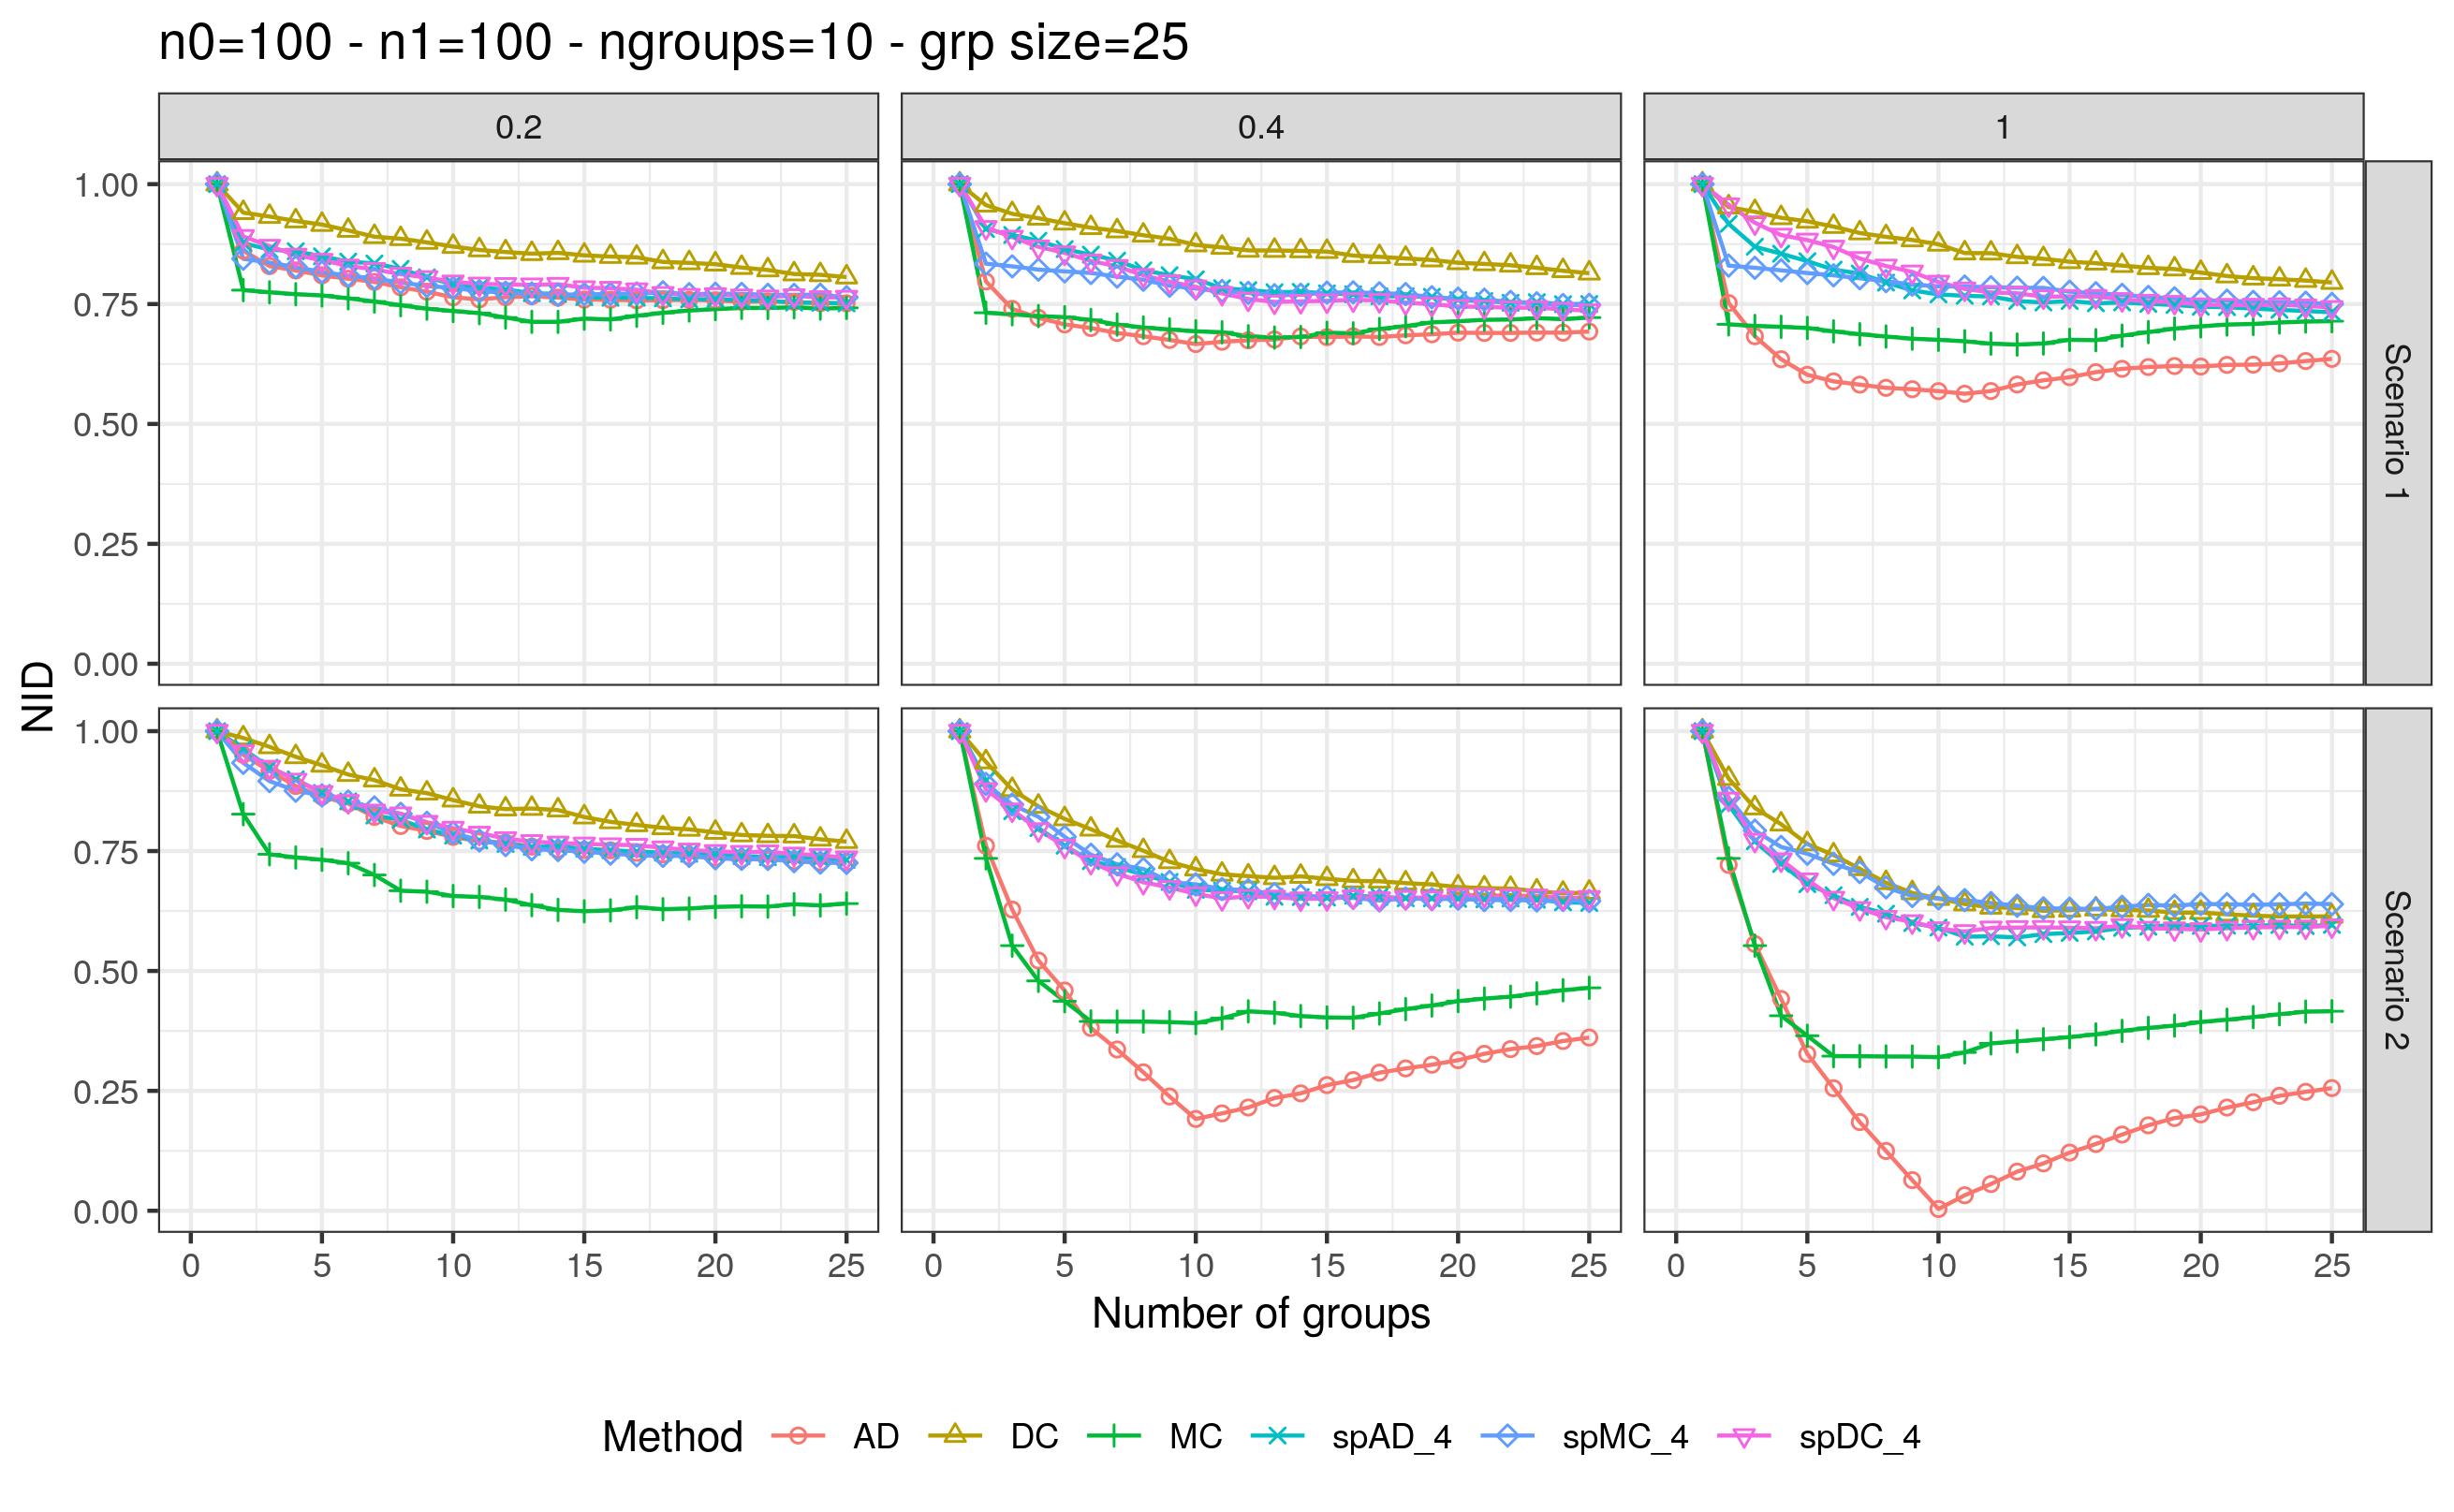 n0=100 - n1=100 - ngroups=10 - grp size=25
0.2 0.4 1
1.00
0.75
0.50
0.25
0.00
Scenario 1
NID
1.00
0.75
0.50
0.25
0.00
Scenario 2
0 5 10 15 20 25 0 5 10 15 20 25 0 5 10 15 20 25
Number of groups
Method AD DC MC spAD_4 spMC_4 spDC_4